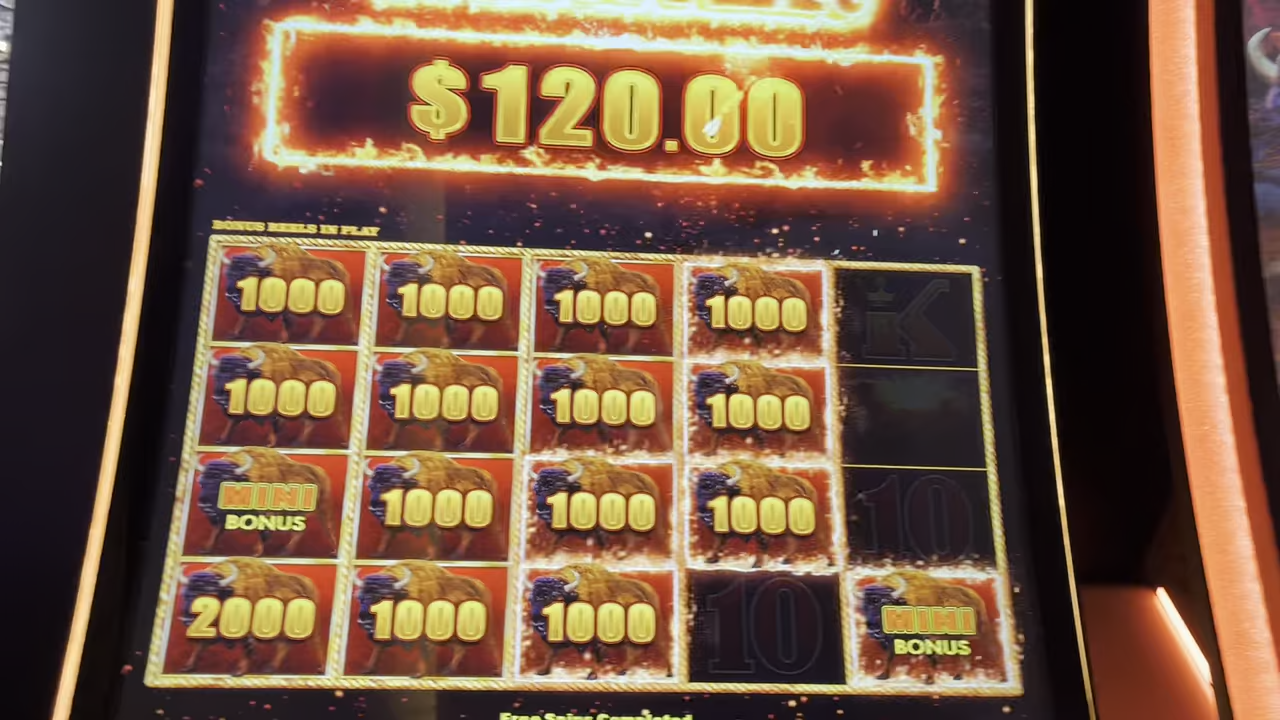 $120.00
BONUS REELS IN PLAY
1000 1000 1000 1000 K
1000 1000 1000 1000
MINI BONUS 1000 1000 1000 10
2000 1000 1000 10 MINI BONUS
Free Spins Completed